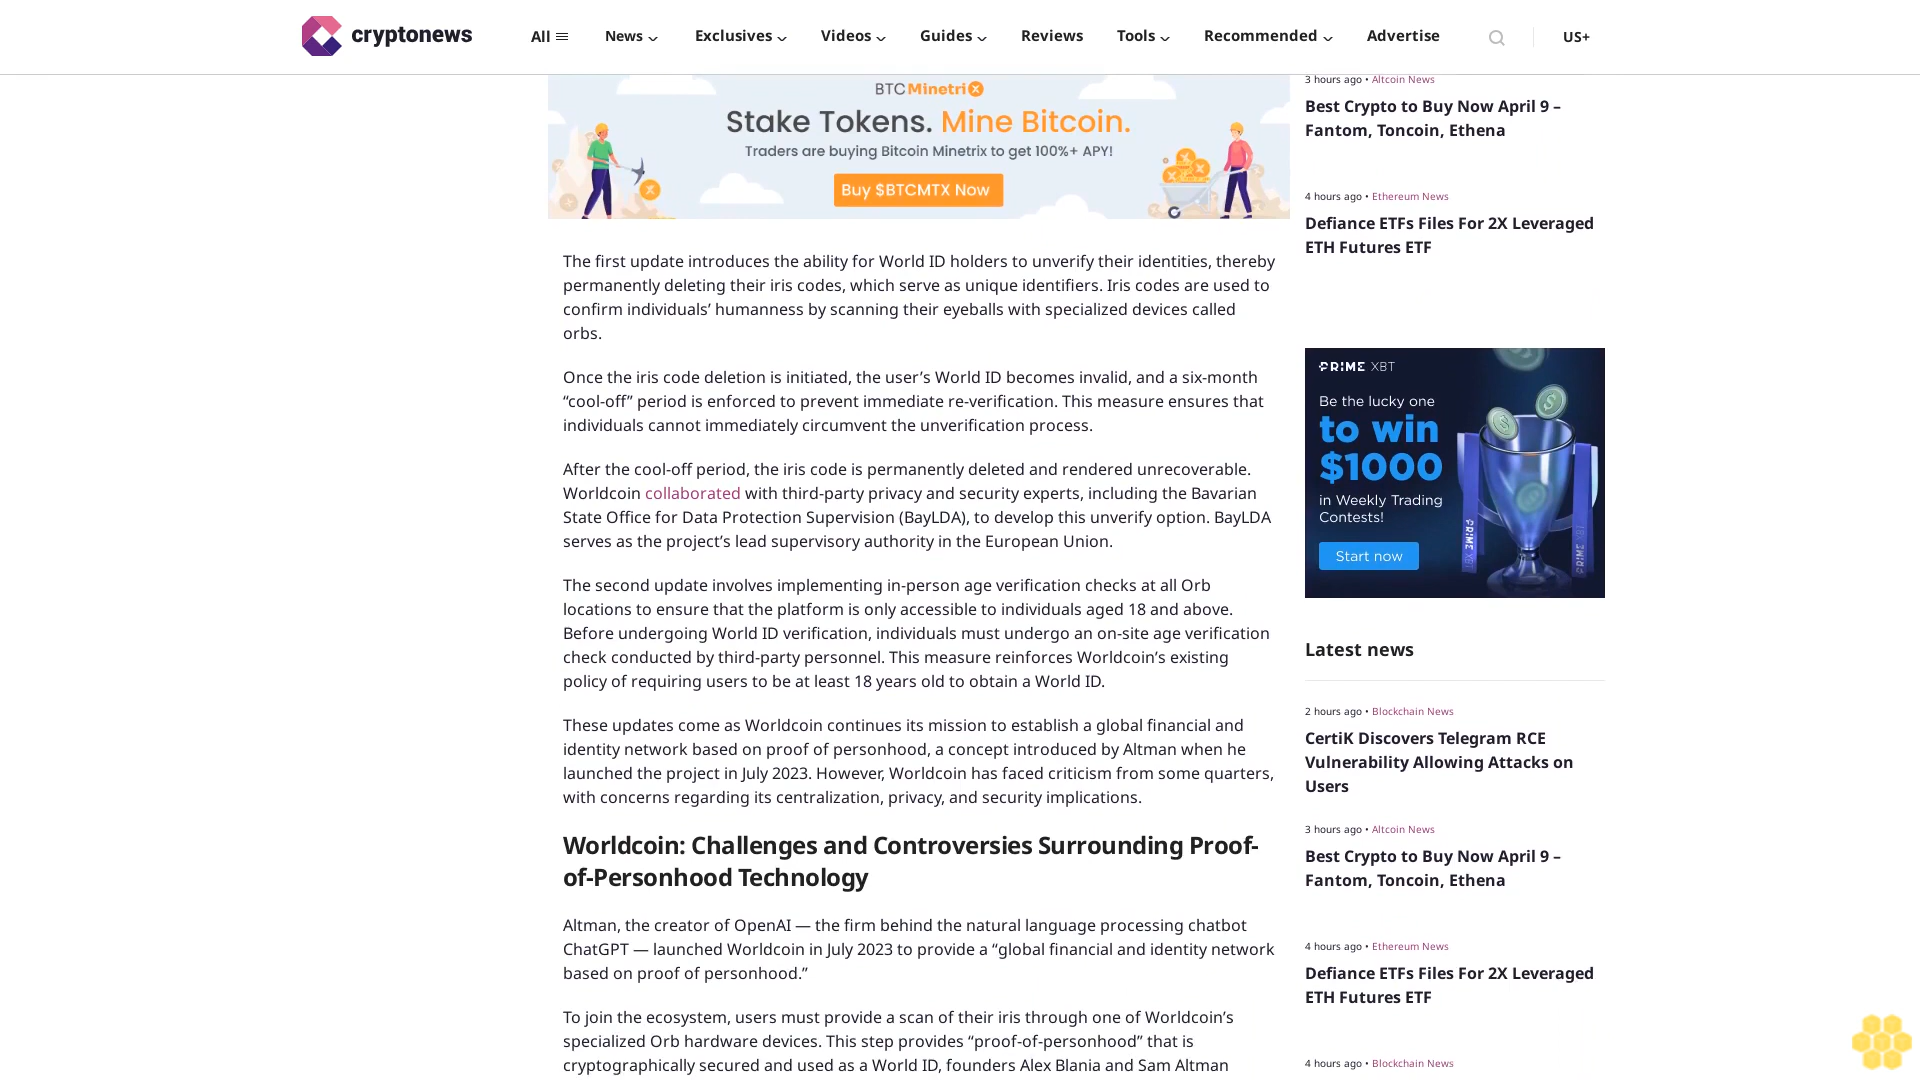 cryptonews
All
News
Exclusives
Videos
Guides
Reviews
Tools
Recommended
Advertise
US+
BTC Minetrix
Stake Tokens. Mine Bitcoin.
Traders are buying Bitcoin Minetrix to get 100%+ APY!
Buy $BTCMTX Now
The first update introduces the ability for World ID holders to unverify their identities, thereby
permanently deleting their iris codes, which serve as unique identifiers. Iris codes are used to
confirm individuals’ humanness by scanning their eyeballs with specialized devices called
orbs.
Once the iris code deletion is initiated, the user’s World ID becomes invalid, and a six-month
“cool-off” period is enforced to prevent immediate re-verification. This measure ensures that
individuals cannot immediately circumvent the unverification process.
After the cool-off period, the iris code is permanently deleted and rendered unrecoverable.
Worldcoin collaborated with third-party privacy and security experts, including the Bavarian
State Office for Data Protection Supervision (BayLDA), to develop this unverify option. BayLDA
serves as the project’s lead supervisory authority in the European Union.
The second update involves implementing in-person age verification checks at all Orb
locations to ensure that the platform is only accessible to individuals aged 18 and above.
Before undergoing World ID verification, individuals must undergo an on-site age verification
check conducted by third-party personnel. This measure reinforces Worldcoin’s existing
policy of requiring users to be at least 18 years old to obtain a World ID.
These updates come as Worldcoin continues its mission to establish a global financial and
identity network based on proof of personhood, a concept introduced by Altman when he
launched the project in July 2023. However, Worldcoin has faced criticism from some quarters,
with concerns regarding its centralization, privacy, and security implications.
Worldcoin: Challenges and Controversies Surrounding Proof-
of-Personhood Technology
Altman, the creator of OpenAI — the firm behind the natural language processing chatbot
ChatGPT — launched Worldcoin in July 2023 to provide a “global financial and identity network
based on proof of personhood.”
To join the ecosystem, users must provide a scan of their iris through one of Worldcoin’s
specialized Orb hardware devices. This step provides “proof-of-personhood” that is
cryptographically secured and used as a World ID, founders Alex Blania and Sam Altman
3 hours ago • Altcoin News
Best Crypto to Buy Now April 9 –
Fantom, Toncoin, Ethena
4 hours ago • Ethereum News
Defiance ETFs Files For 2X Leveraged
ETH Futures ETF
PRIME XBT
Be the lucky one
to win
$1000
in Weekly Trading
Contests!
Start now
PRIME
PRIME XBT
Latest news
2 hours ago • Blockchain News
CertiK Discovers Telegram RCE
Vulnerability Allowing Attacks on
Users
3 hours ago • Altcoin News
Best Crypto to Buy Now April 9 –
Fantom, Toncoin, Ethena
4 hours ago • Ethereum News
Defiance ETFs Files For 2X Leveraged
ETH Futures ETF
4 hours ago • Blockchain News